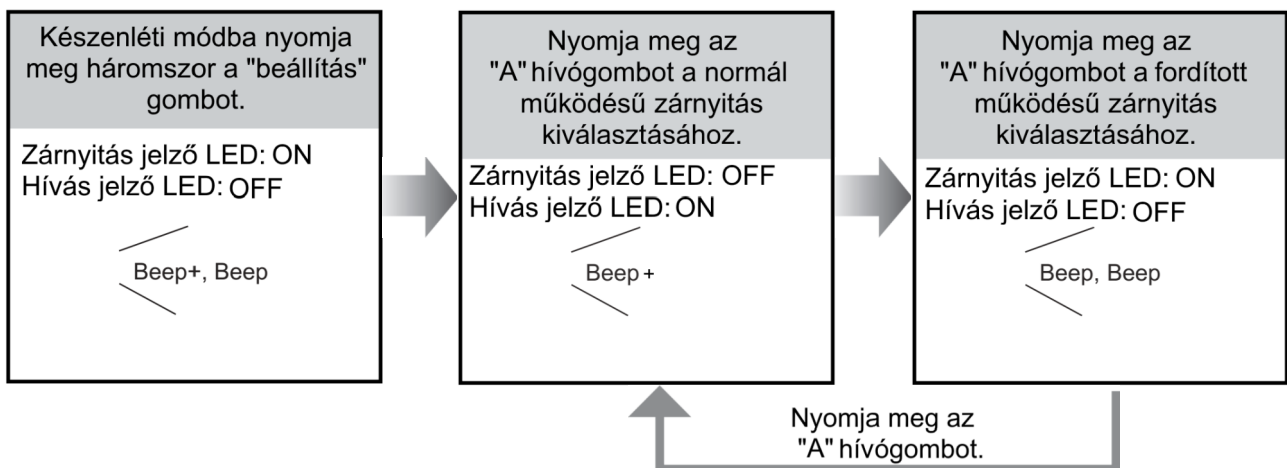 Készenléti módba nyomja
meg háromszor a "beállítás"
gombot.
Zárnyitás jelző LED: ON
Hívás jelző LED: OFF
Beep+, Beep
Nyomja meg az
"A" hívógombot a normál
működésű zárnyitás
kiválasztásához.
Zárnyitás jelző LED: OFF
Hívás jelző LED: ON
Beep +
Nyomja meg az
"A" hívógombot a fordított
működésű zárnyitás
kiválasztásához.
Zárnyitás jelző LED: ON
Hívás jelző LED: OFF
Beep, Beep
Nyomja meg az
"A" hívógombot.